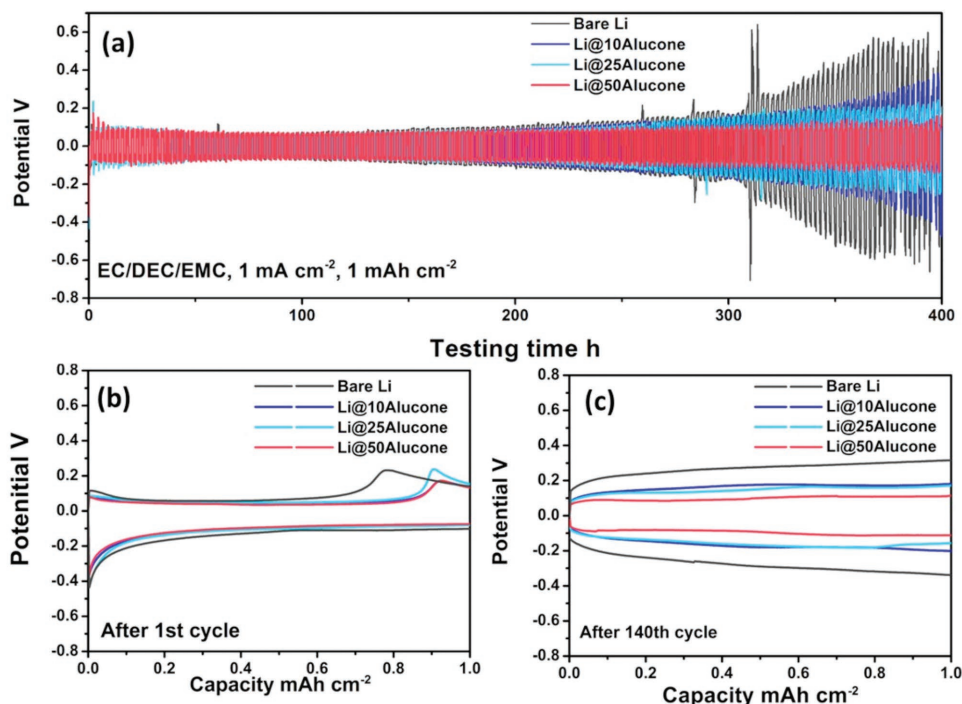 (a)
Bare Li
Li@10Alucone
Li@25Alucone
Li@50Alucone
Potential V
0.6
0.4
0.2
0.0
-0.2
-0.4
-0.6
-0.8
EC/DEC/EMC, 1 mA cm-2, 1 mAh cm-2
0 100 200 300 400
Testing time h
(b)
Bare Li
Li@10Alucone
Li@25Alucone
Li@50Alucone
Potenitial V
0.8
0.6
0.4
0.2
0.0
-0.2
-0.4
-0.6
-0.8
After 1st cycle
0.0 0.2 0.4 0.6 0.8 1.0
Capacity mAh cm-2
(c)
Bare Li
Li@10Alucone
Li@25Alucone
Li@50Alucone
Potential V
0.8
0.6
0.4
0.2
0.0
-0.2
-0.4
-0.6
-0.8
After 140th cycle
0.0 0.2 0.4 0.6 0.8 1.0
Capacity mAh cm-2